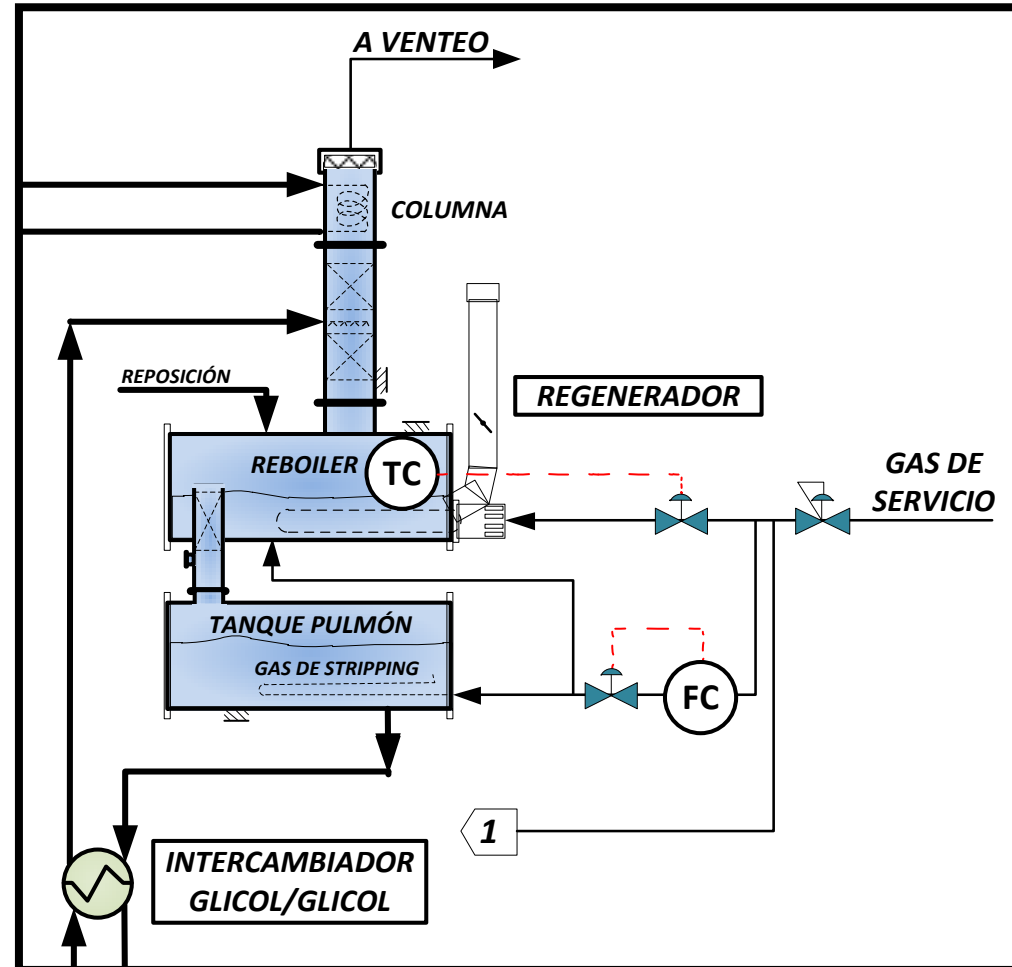 A VENTEO
COLUMNA
REPOSICIÓN
REGENERADOR
REBOILER
TC
GAS DE
SERVICIO
TANQUE PULMÓN
GAS DE STRIPPING
FC
1
INTERCAMBIADOR
GLICOL/GLICOL